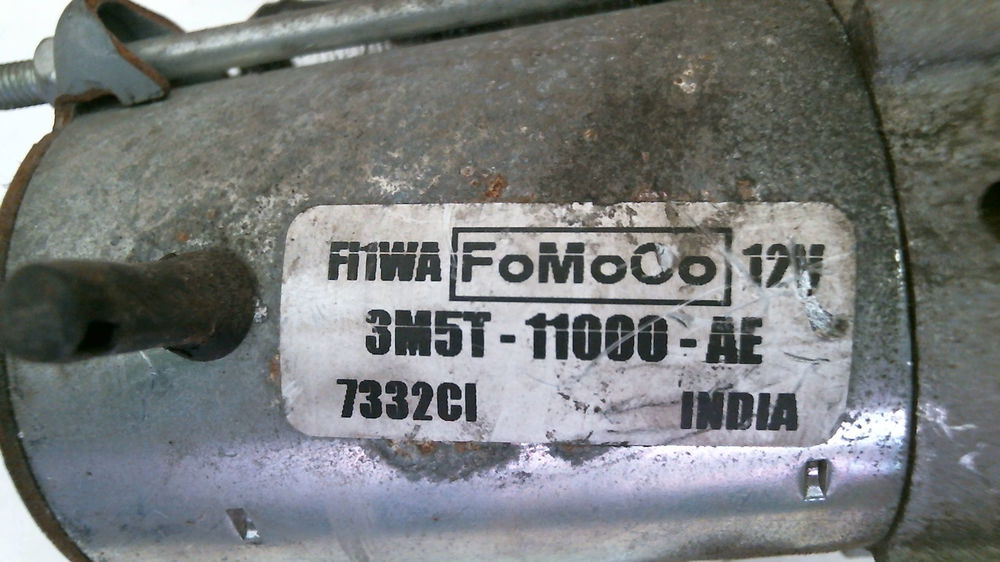 FI1WA FoMoCo 12V
3M5T - 11000 - AE
7332CI INDIA